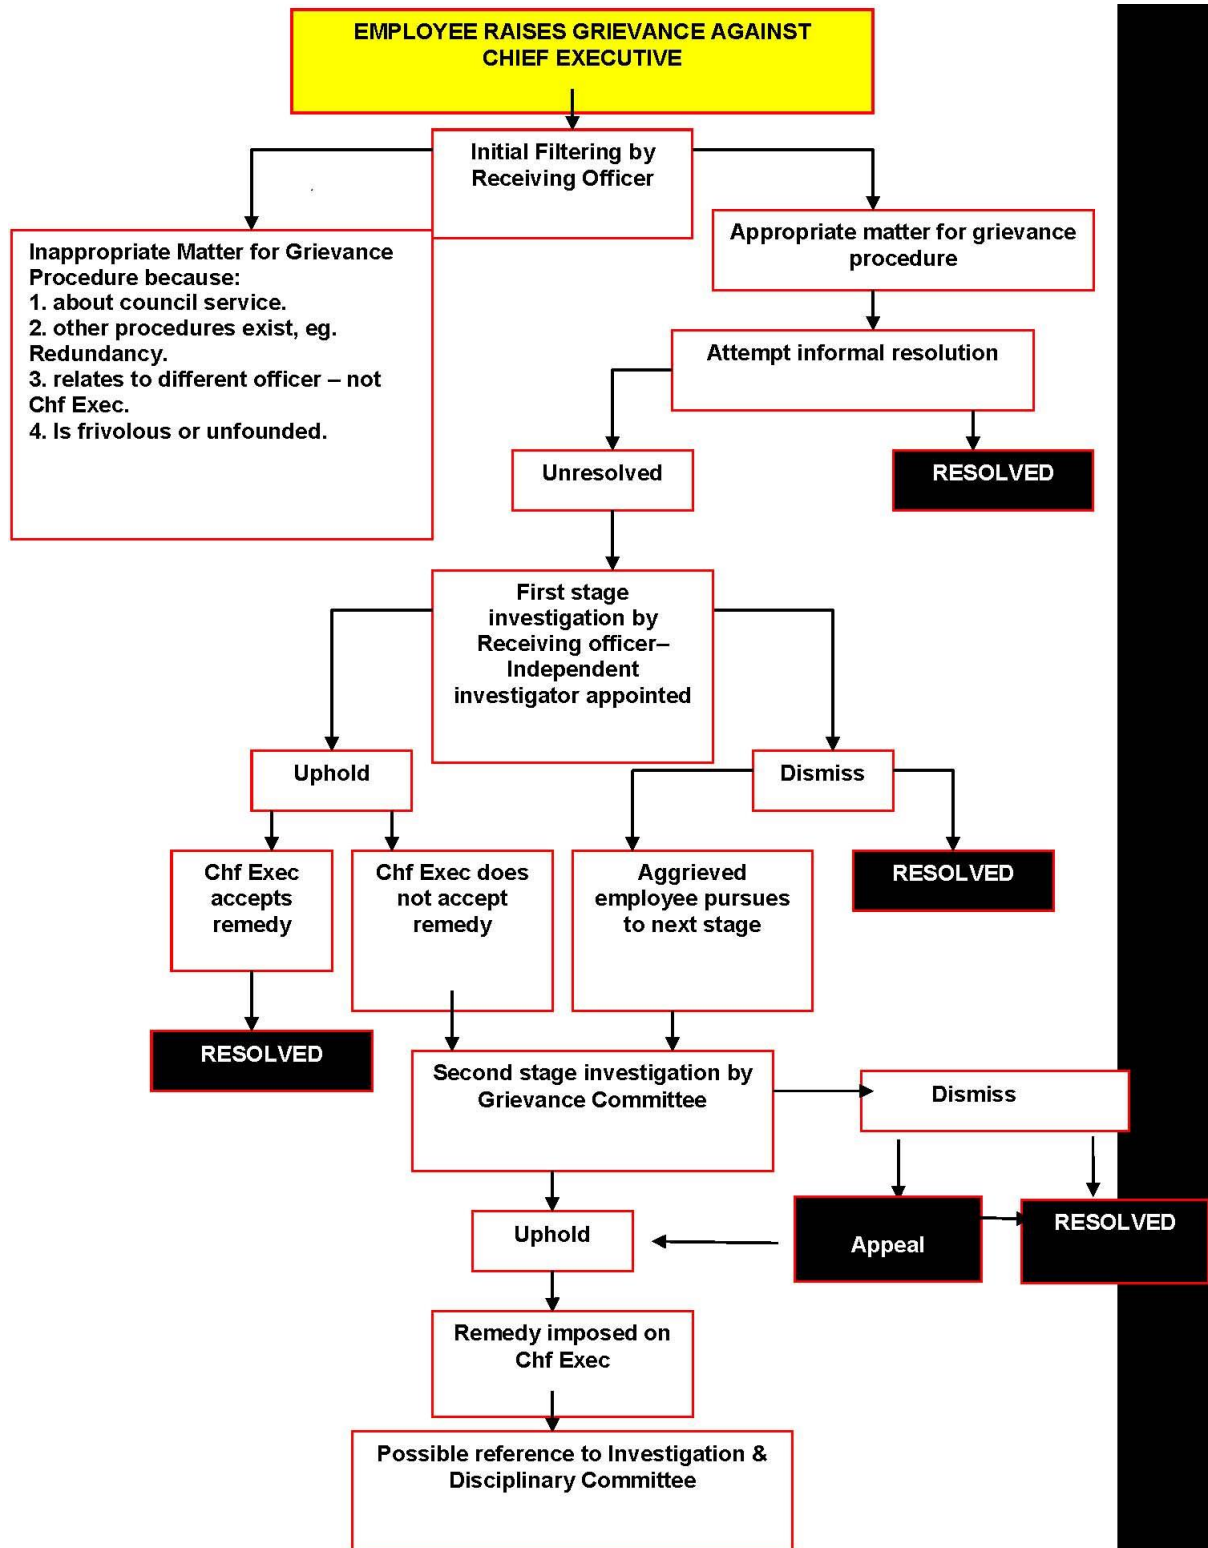 EMPLOYEE RAISES GRIEVANCE AGAINST
CHIEF EXECUTIVE
Initial Filtering by
Receiving Officer
Inappropriate Matter for Grievance
Procedure because:
1. about council service.
2. other procedures exist, eg.
Redundancy.
3. relates to different officer – not
Chf Exec.
4. Is frivolous or unfounded.
Appropriate matter for grievance
procedure
Attempt informal resolution
Unresolved
RESOLVED
First stage
investigation by
Receiving officer–
Independent
investigator appointed
Uphold
Dismiss
Chf Exec
accepts
remedy
Chf Exec does
not accept
remedy
Aggrieved
employee pursues
to next stage
RESOLVED
RESOLVED
Second stage investigation by
Grievance Committee
Dismiss
Uphold
Appeal
RESOLVED
Remedy imposed on
Chf Exec
Possible reference to Investigation &
Disciplinary Committee